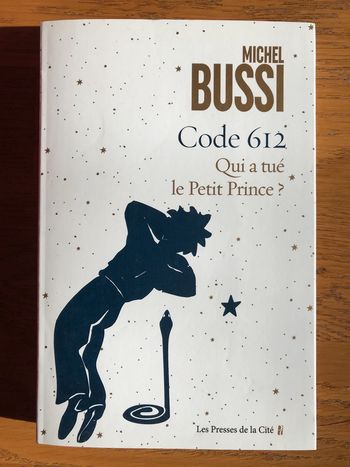 MICHEL
BUSSI
Code 612
Qui a tué
le Petit Prince ?
Les Presses de la Cité